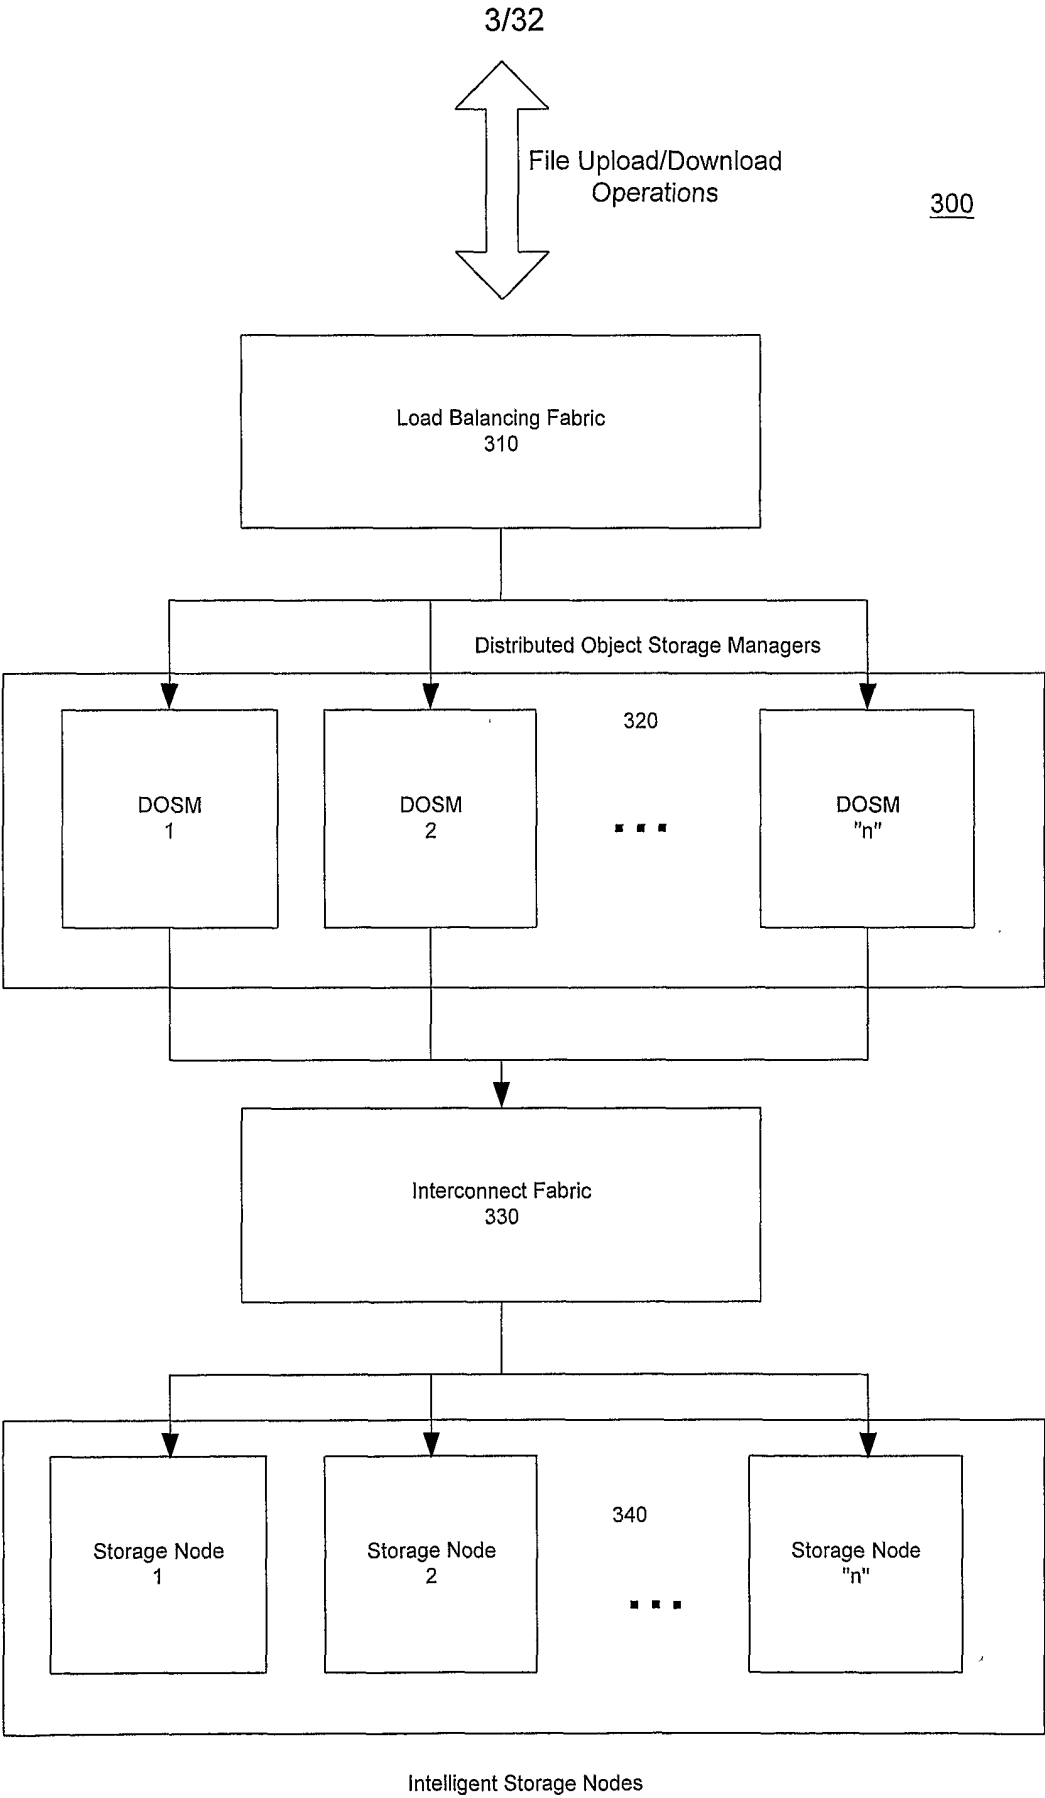 3/32
File Upload/Download
Operations
300
Load Balancing Fabric
310
Distributed Object Storage Managers
320
DOSM
1
DOSM
2
DOSM
"n"
Interconnect Fabric
330
340
Storage Node
1
Storage Node
2
Storage Node
"n"
Intelligent Storage Nodes